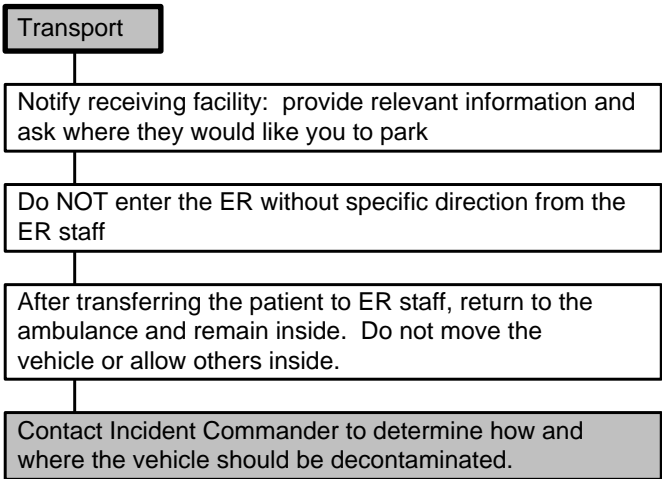 Transport
Notify receiving facility:  provide relevant information and
ask where they would like you to park
Do NOT enter the ER without specific direction from the
ER staff
After transferring the patient to ER staff, return to the
ambulance and remain inside.  Do not move the
vehicle or allow others inside.
Contact Incident Commander to determine how and
where the vehicle should be decontaminated.